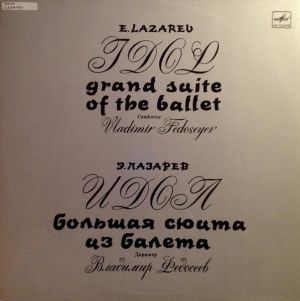 E. LAZAREV
IDOL
grand suite
of the ballet
Conductor
Vladimir Fedoseyev
Э. ЛАЗАРЕВ
ИДОЛ
большая сюита
из балета
Дирижер
Владимир Федосеев